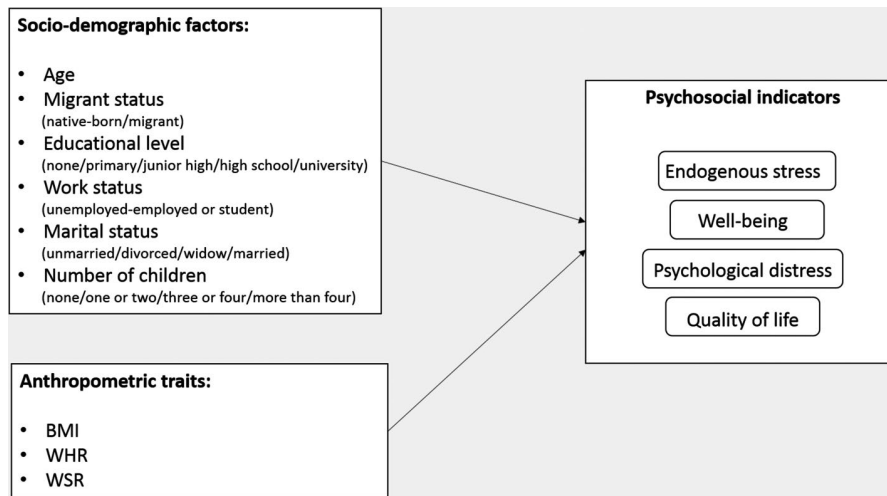 Socio-demographic factors:
• Age
• Migrant status
(native-born/migrant)
• Educational level
(none/primary/junior high/high school/university)
• Work status
(unemployed-employed or student)
• Marital status
(unmarried/divorced/widow/married)
• Number of children
(none/one or two/three or four/more than four)
Anthropometric traits:
• BMI
• WHR
• WSR
Psychosocial indicators
Endogenous stress
Well-being
Psychological distress
Quality of life